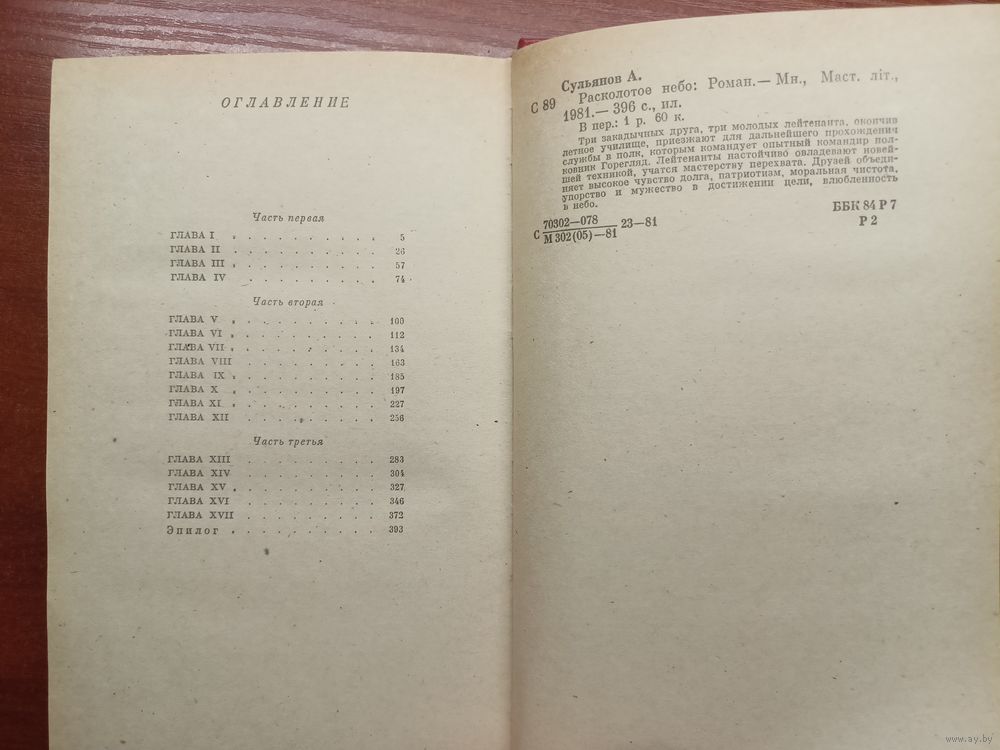 ОГЛАВЛЕНИЕ
Часть первая
ГЛАВА I . . . . . . . . . . 5
ГЛАВА II . . . . . . . . . . 26
ГЛАВА III . . . . . . . . . . 57
ГЛАВА IV . . . . . . . . . 74
Часть вторая
ГЛАВА V . . . . . . . . . . 100
ГЛАВА VI . . . . . . . . . . 112
ГЛАВА VII . . . . . . . . . . 134
ГЛАВА VIII . . . . . . . . . 163
ГЛАВА IX . . . . . . . . . . 185
ГЛАВА X . . . . . . . . . . 197
ГЛАВА XI . . . . . . . . . . 227
ГЛАВА XII . . . . . . . . . 256
Часть третья
ГЛАВА XIII . . . . . . . . . 283
ГЛАВА XIV . . . . . . . . . 304
ГЛАВА XV . . . . . . . . . . 327
ГЛАВА XVI . . . . . . . . . 346
ГЛАВА XVII . . . . . . . . . 372
Эпилог . . . . . . . . . . 393
Сульянов А.
С 89 Расколотое небо: Роман.— Мн., Маст. літ.,
1981.— 396 с., ил.
В пер.: 1 р. 60 к.
Три закадычных друга, три молодых лейтенанта, окончив
летное училище, приезжают для дальнейшего прохождения
службы в полк, которым командует опытный командир пол-
ковник Горегляд. Лейтенанты настойчиво овладевают новей-
шей техникой, учатся мастерству перехвата. Друзей объеди-
няет высокое чувство долга, патриотизм, моральная чистота,
упорство и мужество в достижении цели, влюбленность
в небо.
С 70302—078 23—81
М 302(05)—81
ББК 84 Р 7
Р 2
www.ay.by